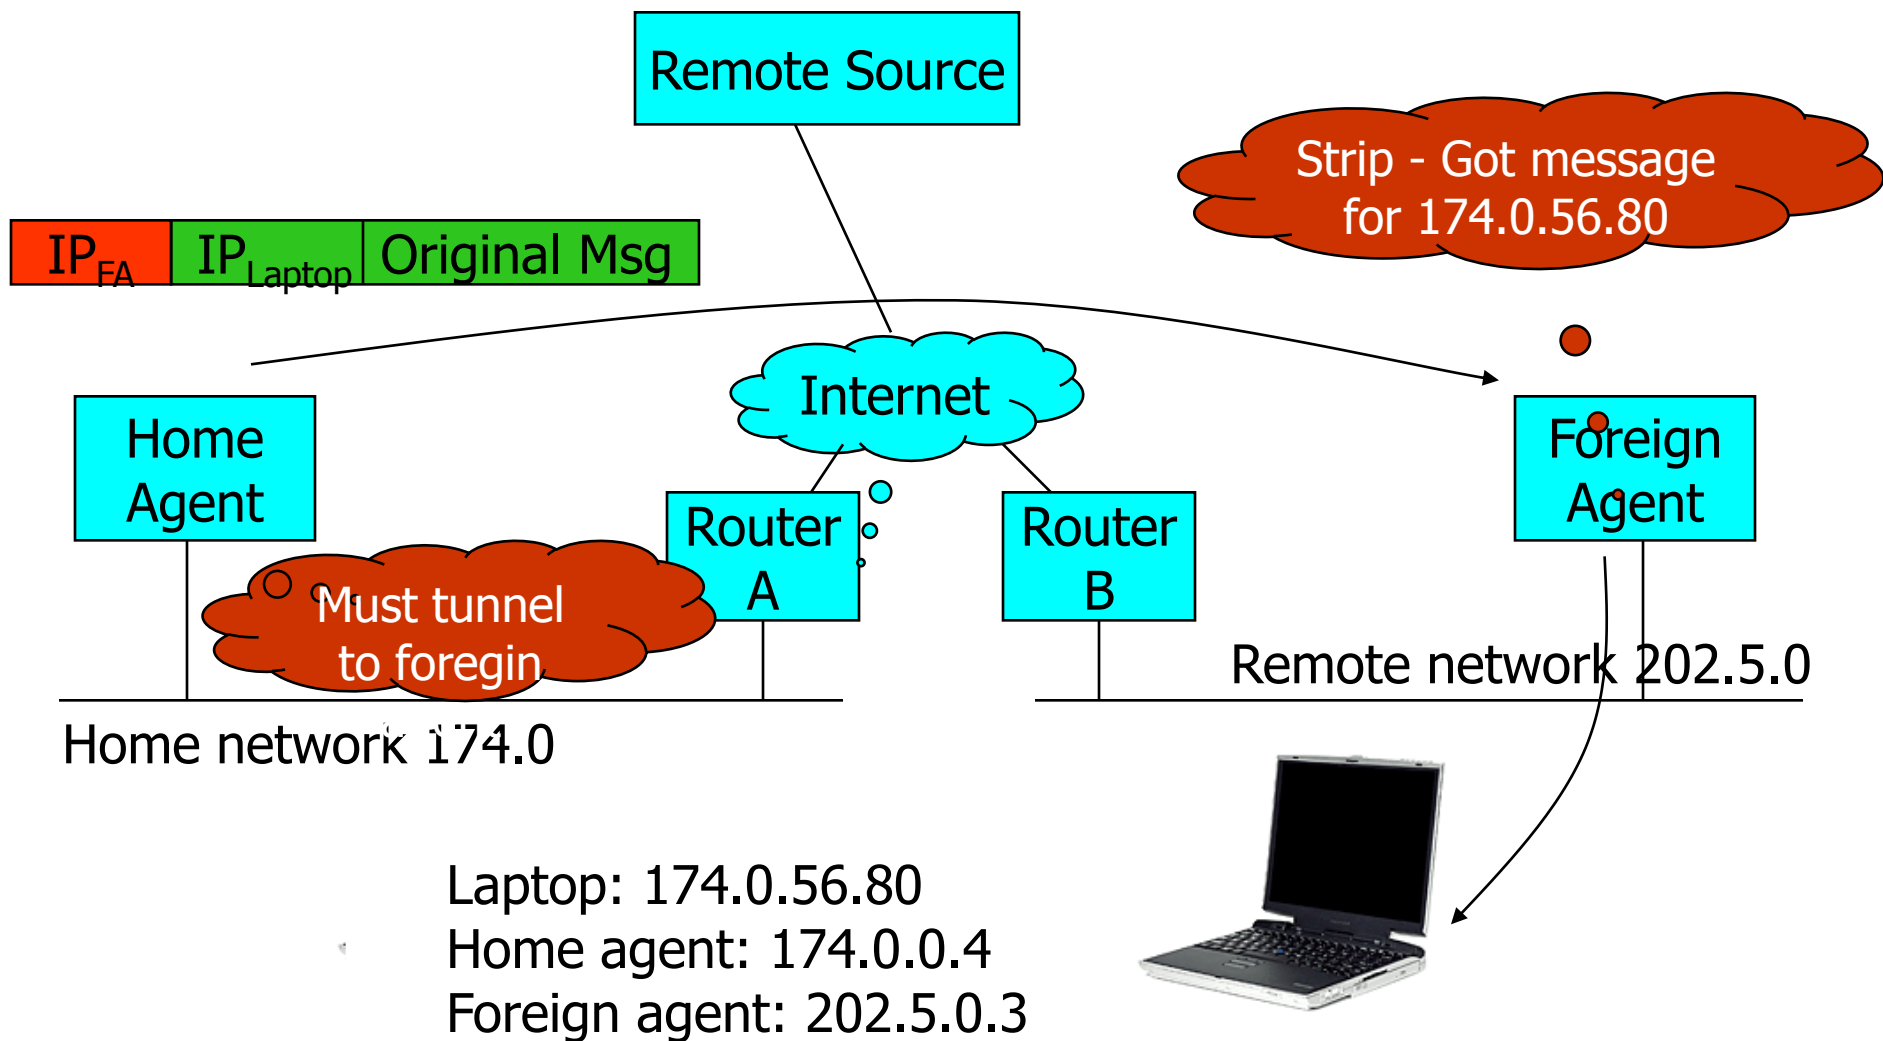 Remote Source
Strip - Got message
for 174.0.56.80
IP_FA IP_Laptop Original Msg
Internet
Home
Agent
Foreign
Agent
Router
A
Router
B
Must tunnel
to foregin
Remote network 202.5.0
Home network 174.0
Laptop: 174.0.56.80
Home agent: 174.0.0.4
Foreign agent: 202.5.0.3